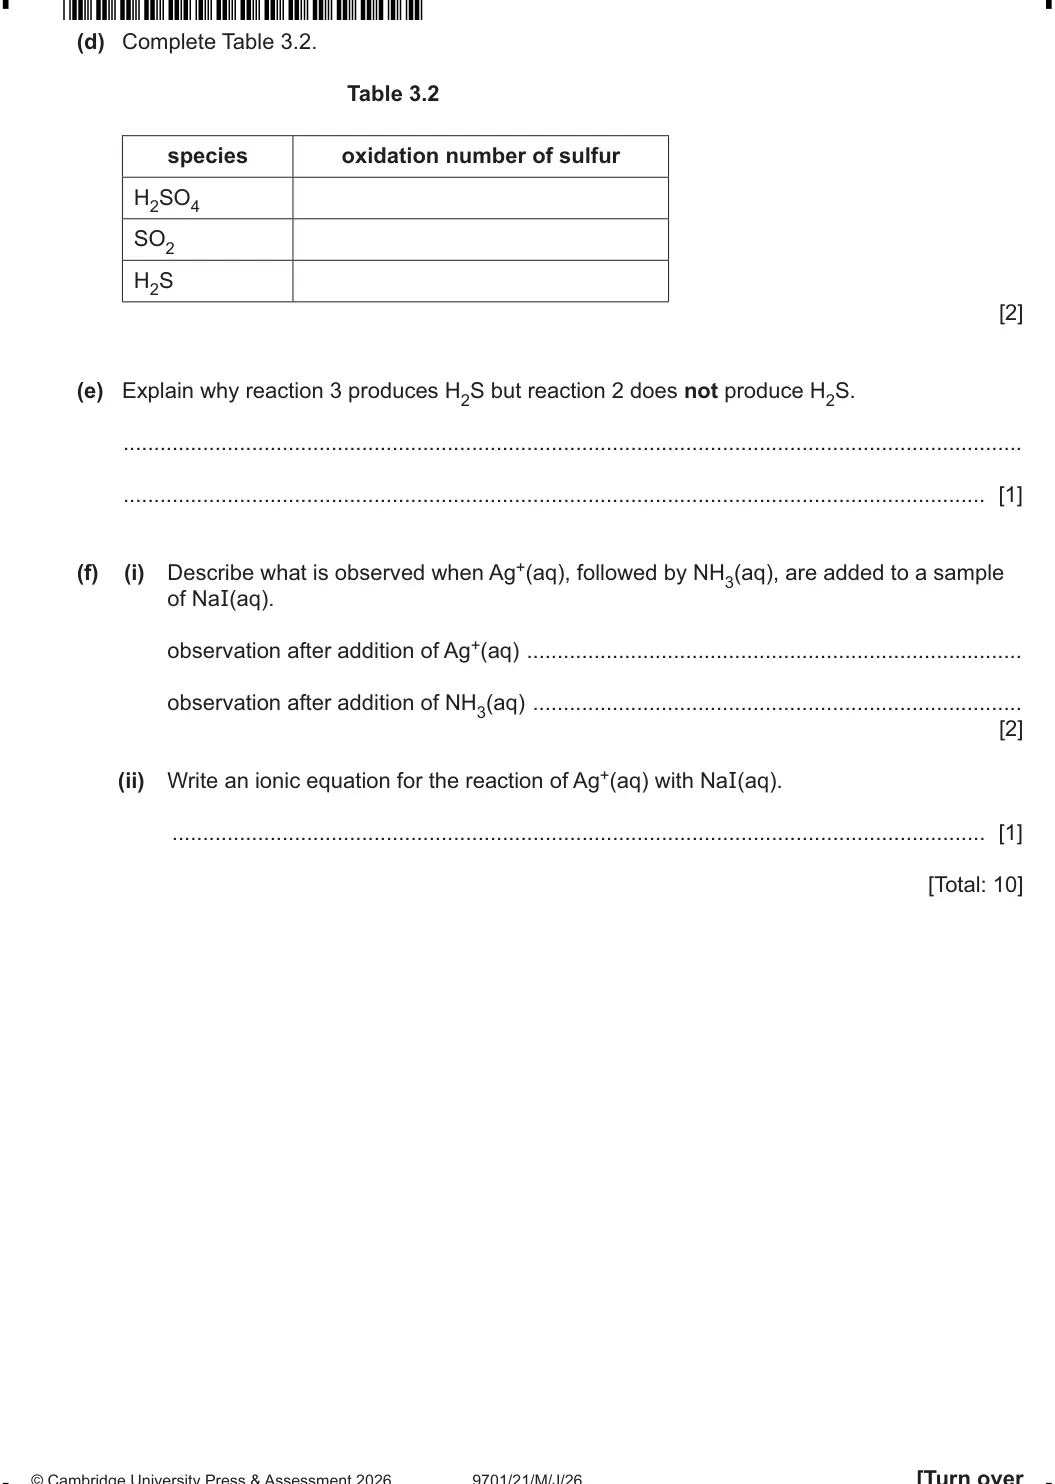 (d) Complete Table 3.2.
Table 3.2
species oxidation number of sulfur
H2SO4
SO2
H2S
[2]
(e) Explain why reaction 3 produces H2S but reaction 2 does not produce H2S.
................................................................................
................................................................................ [1]
(f) (i) Describe what is observed when Ag+(aq), followed by NH3(aq), are added to a sample
of NaI(aq).
observation after addition of Ag+(aq) ................................................................................
observation after addition of NH3(aq) ................................................................................
[2]
(ii) Write an ionic equation for the reaction of Ag+(aq) with NaI(aq).
................................................................................ [1]
[Total: 10]
© Cambridge University Press & Assessment 2026 9701/21/M/J/26 [Turn over